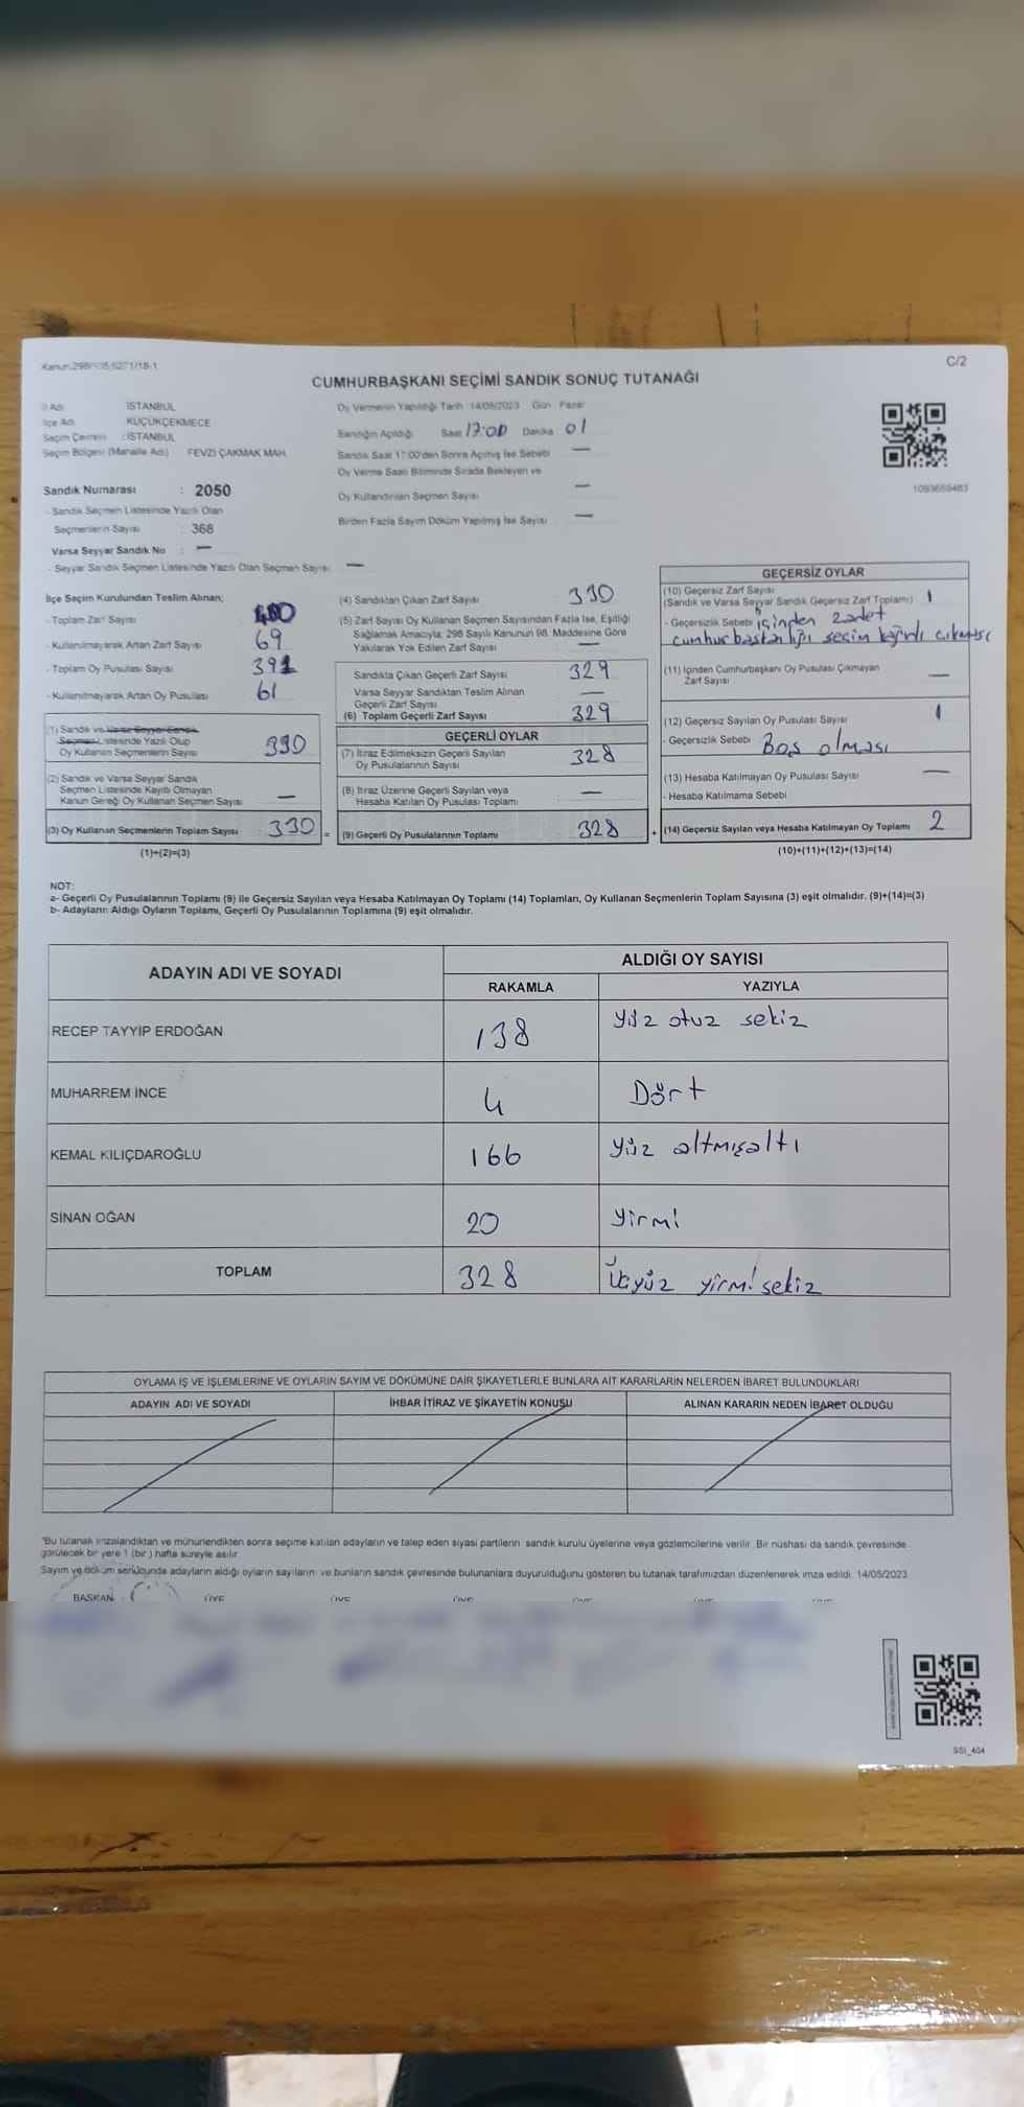 C/2
CUMHURBAŞKANI SEÇİMİ SANDIK SONUÇ TUTANAĞI
İl Adı : İSTANBUL
İlçe Adı : KÜÇÜKÇEKMECE
Seçim Çevresi : İSTANBUL
Seçim Bölgesi (Mahalle Adı) FEVZİ ÇAKMAK MAH.
Sandık Numarası : 2050
- Sandık Seçmen Listesinde Yazılı Olan
Seçmenlerin Sayısı : 368
Varsa Seyyar Sandık No : —
- Seyyar Sandık Seçmen Listesinde Yazılı Olan Seçmen Sayısı —
Oy Vermenin Yapıldığı Tarih : 14/05/2023 Gün : Pazar
Sandığın Açıldığı Saat 17:00 Dakika 01
Sandık Saat 17:00'den Sonra Açılmış İse Sebebi —
Oy Verme Saati Bitiminde Sırada Bekleyen ve
Oy Kullandırılan Seçmen Sayısı —
Birden Fazla Sayım Döküm Yapılmış İse Sayısı —
1093659483
İlçe Seçim Kurulundan Teslim Alınan;
- Toplam Zarf Sayısı 400
- Kullanılmayarak Artan Zarf Sayısı 69
- Toplam Oy Pusulası Sayısı 391
- Kullanılmayarak Artan Oy Pusulası 61
(1) Sandık ve Varsa Seyyar Sandık
Seçmen Listesinde Yazılı Olup
Oy Kullanan Seçmenlerin Sayısı 330
(2) Sandık ve Varsa Seyyar Sandık
Seçmen Listesinde Kayıtlı Olmayan
Kanun Gereği Oy Kullanan Seçmen Sayısı —
(3) Oy Kullanan Seçmenlerin Toplam Sayısı 330 =
(1)+(2)=(3)
(4) Sandıktan Çıkan Zarf Sayısı 330
(5) Zarf Sayısı Oy Kullanan Seçmen Sayısından Fazla İse, Eşitliği
Sağlamak Amacıyla, 298 Sayılı Kanunun 98. Maddesine Göre
Yakılarak Yok Edilen Zarf Sayısı —
Sandıkta Çıkan Geçerli Zarf Sayısı 329
Varsa Seyyar Sandıktan Teslim Alınan
Geçerli Zarf Sayısı —
(6) Toplam Geçerli Zarf Sayısı 329
GEÇERLİ OYLAR
(7) İtiraz Edilmeksizin Geçerli Sayılan
Oy Pusulalarının Sayısı 328
(8) İtiraz Üzerine Geçerli Sayılan veya
Hesaba Katılan Oy Pusulası Toplamı —
(9) Geçerli Oy Pusulalarının Toplamı 328 +
GEÇERSİZ OYLAR
(10) Geçersiz Zarf Sayısı
(Sandık ve Varsa Seyyar Sandık Geçersiz Zarf Toplamı) 1
- Geçersizlik Sebebi içinden 2 adet
cumhurbaşkanlığı seçim kağıdı çıkması
(11) İçinden Cumhurbaşkanı Oy Pusulası Çıkmayan
Zarf Sayısı —
(12) Geçersiz Sayılan Oy Pusulası Sayısı 1
- Geçersizlik Sebebi Boş olması
(13) Hesaba Katılmayan Oy Pusulası Sayısı —
- Hesaba Katılmama Sebebi
(14) Geçersiz Sayılan veya Hesaba Katılmayan Oy Toplamı 2
(10)+(11)+(12)+(13)=(14)
NOT:
a- Geçerli Oy Pusulalarının Toplamı (9) ile Geçersiz Sayılan veya Hesaba Katılmayan Oy Toplamı (14) Toplamları, Oy Kullanan Seçmenlerin Toplam Sayısına (3) eşit olmalıdır. (9)+(14)=(3)
b- Adayların Aldığı Oyların Toplamı, Geçerli Oy Pusulalarının Toplamına (9) eşit olmalıdır.
ADAYIN ADI VE SOYADI ALDIĞI OY SAYISI
RAKAMLA YAZIYLA
RECEP TAYYİP ERDOĞAN 138 Yüz otuz sekiz
MUHARREM İNCE 4 Dört
KEMAL KILIÇDAROĞLU 166 Yüz altmışaltı
SİNAN OĞAN 20 Yirmi
TOPLAM 328 Üçyüz yirmi sekiz
OYLAMA İŞ VE İŞLEMLERİNE VE OYLARIN SAYIM VE DÖKÜMÜNE DAİR ŞİKAYETLERLE BUNLARA AİT KARARLARIN NELERDEN İBARET BULUNDUKLARI
ADAYIN ADI VE SOYADI İHBAR İTİRAZ VE ŞİKAYETİN KONUSU ALINAN KARARIN NEDEN İBARET OLDUĞU
*Bu tutanak imzalandıktan ve mühürlendikten sonra seçime katılan adayların ve talep eden siyasi partilerin sandık kurulu üyelerine veya gözlemcilerine verilir. Bir nüshası da sandık çevresinde
görülecek bir yere 1 (bir) hafta süreyle asılır.
Sayım ve döküm sonucunda adayların aldığı oyların sayılarını ve bunların sandık çevresinde bulunanlara duyurulduğunu gösteren bu tutanak tarafımızdan düzenlenerek imza edildi. 14/05/2023
BAŞKAN ÜYE ÜYE ÜYE
SSI_404